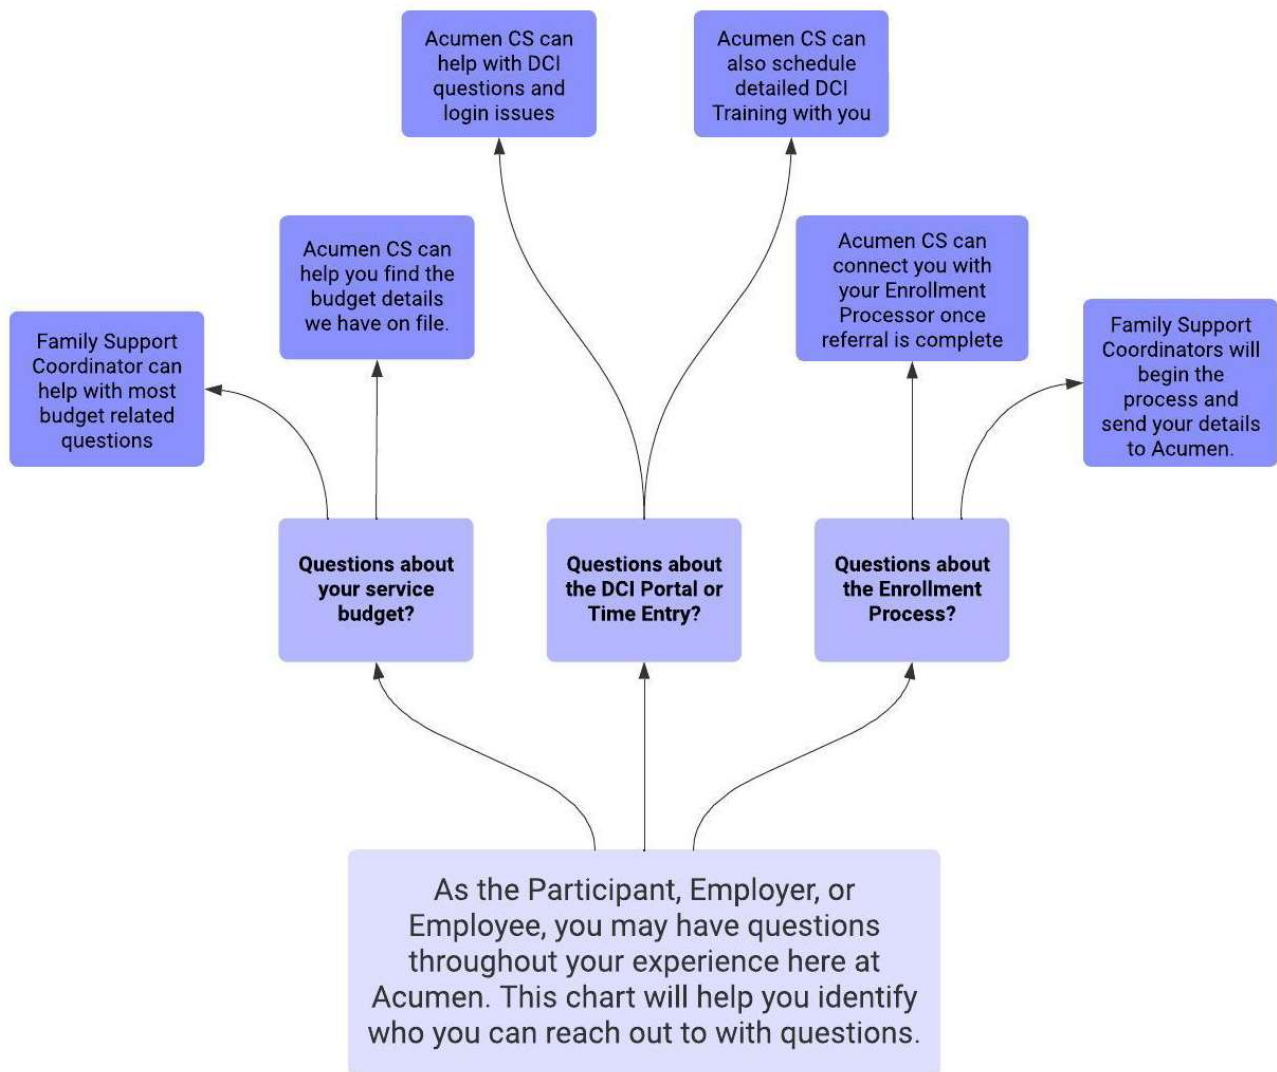 Acumen CS can
help with DCI
questions and
login issues
Acumen CS can
also schedule
detailed DCI
Training with you
Acumen CS can
help you find the
budget details
we have on file.
Acumen CS can
connect you with
your Enrollment
Processor once
referral is complete
Family Support
Coordinator can
help with most
budget related
questions
Family Support
Coordinators will
begin the
process and
send your details
to Acumen.
Questions about
your service
budget?
Questions about
the DCI Portal or
Time Entry?
Questions about
the Enrollment
Process?
As the Participant, Employer, or
Employee, you may have questions
throughout your experience here at
Acumen. This chart will help you identify
who you can reach out to with questions.